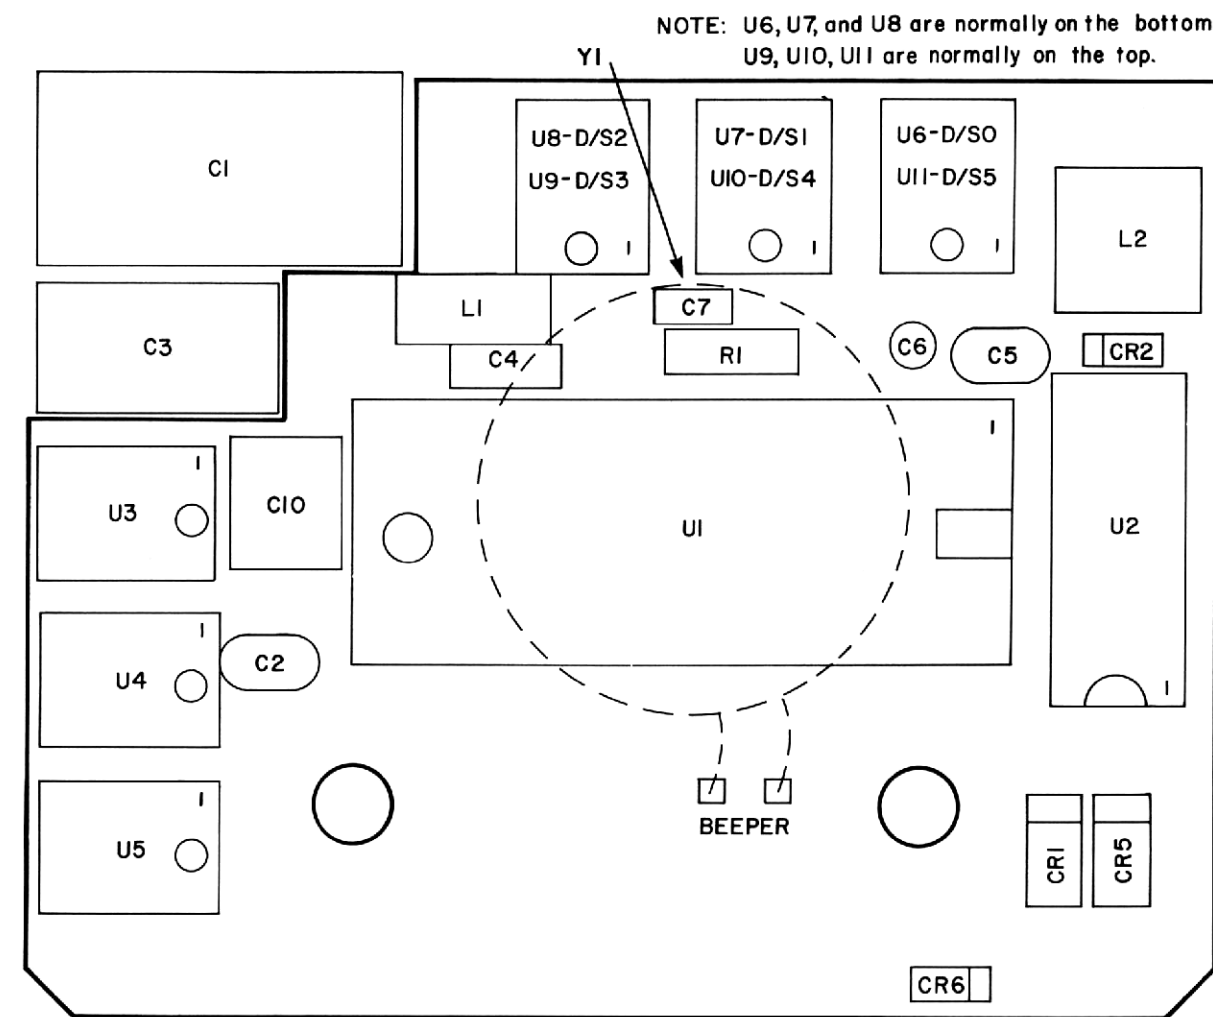 NOTE: U6, U7, and U8 are normally on the bottom
U9, U10, U11 are normally on the top.
Y1
C1
U8-D/S2
U9-D/S3
1
U7-D/S1
U10-D/S4
1
U6-D/S0
U11-D/S5
1
L2
C3
L1
C7
C4
R1
C6
C5
CR2
1
U3
C10
1
U1
U2
1
1
U4
C2
1
U5
BEEPER
CR1
CR5
CR6